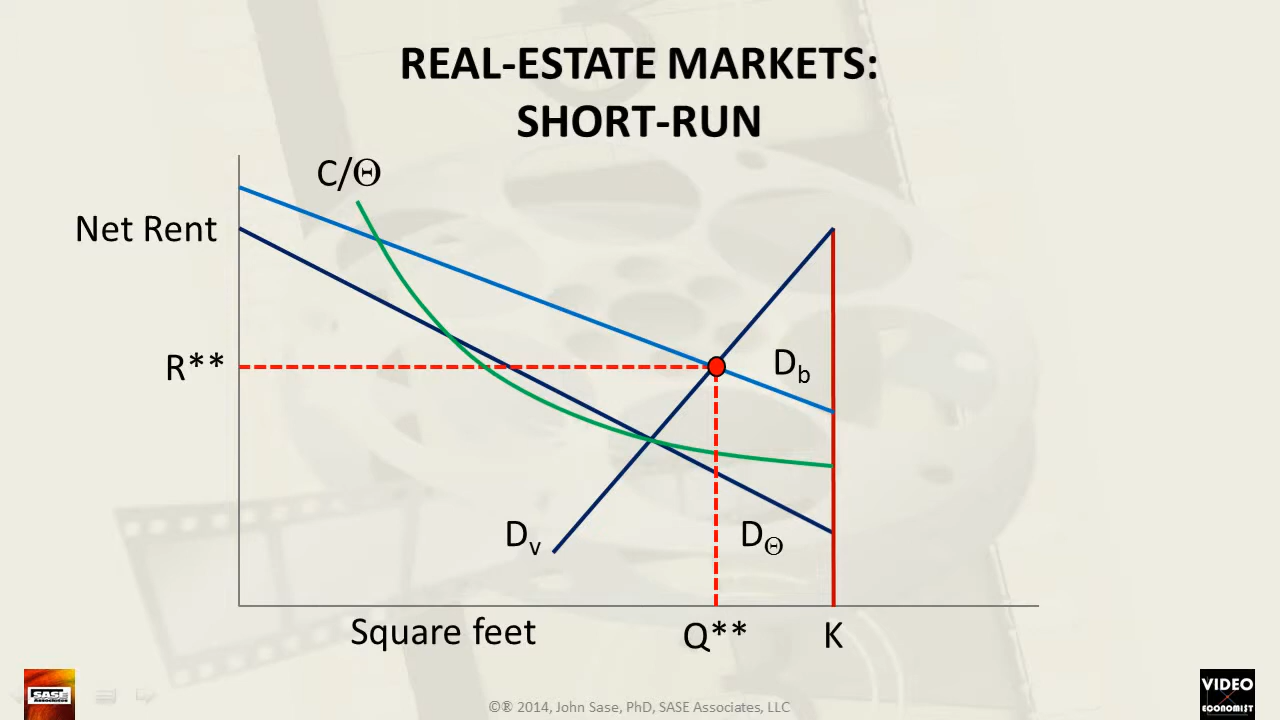 REAL-ESTATE MARKETS:
SHORT-RUN
C/Θ
Net Rent
R**
D_b
D_v
D_Θ
Square feet
Q**
K
SASE
Associates
©® 2014, John Sase, PhD, SASE Associates, LLC
VIDEO
ECONOMIST